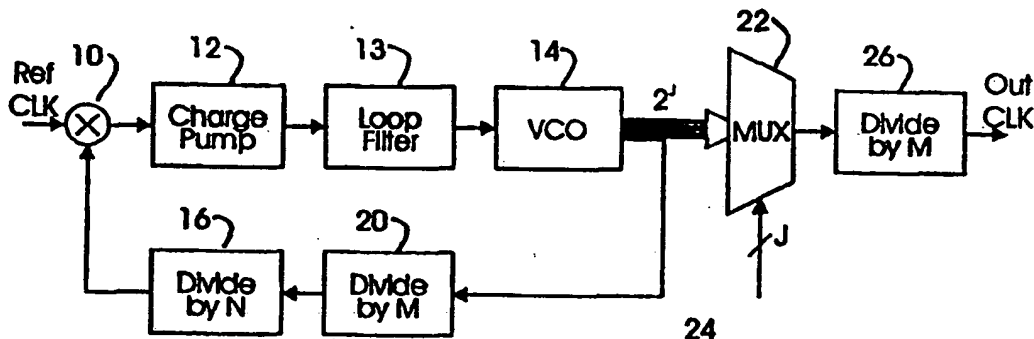 10
12
13
14
22
26
Ref
CLK
Charge
Pump
Loop
Filter
VCO
2^J
MUX
Divide
by M
Out
CLK
16
20
J
Divide
by N
Divide
by M
24